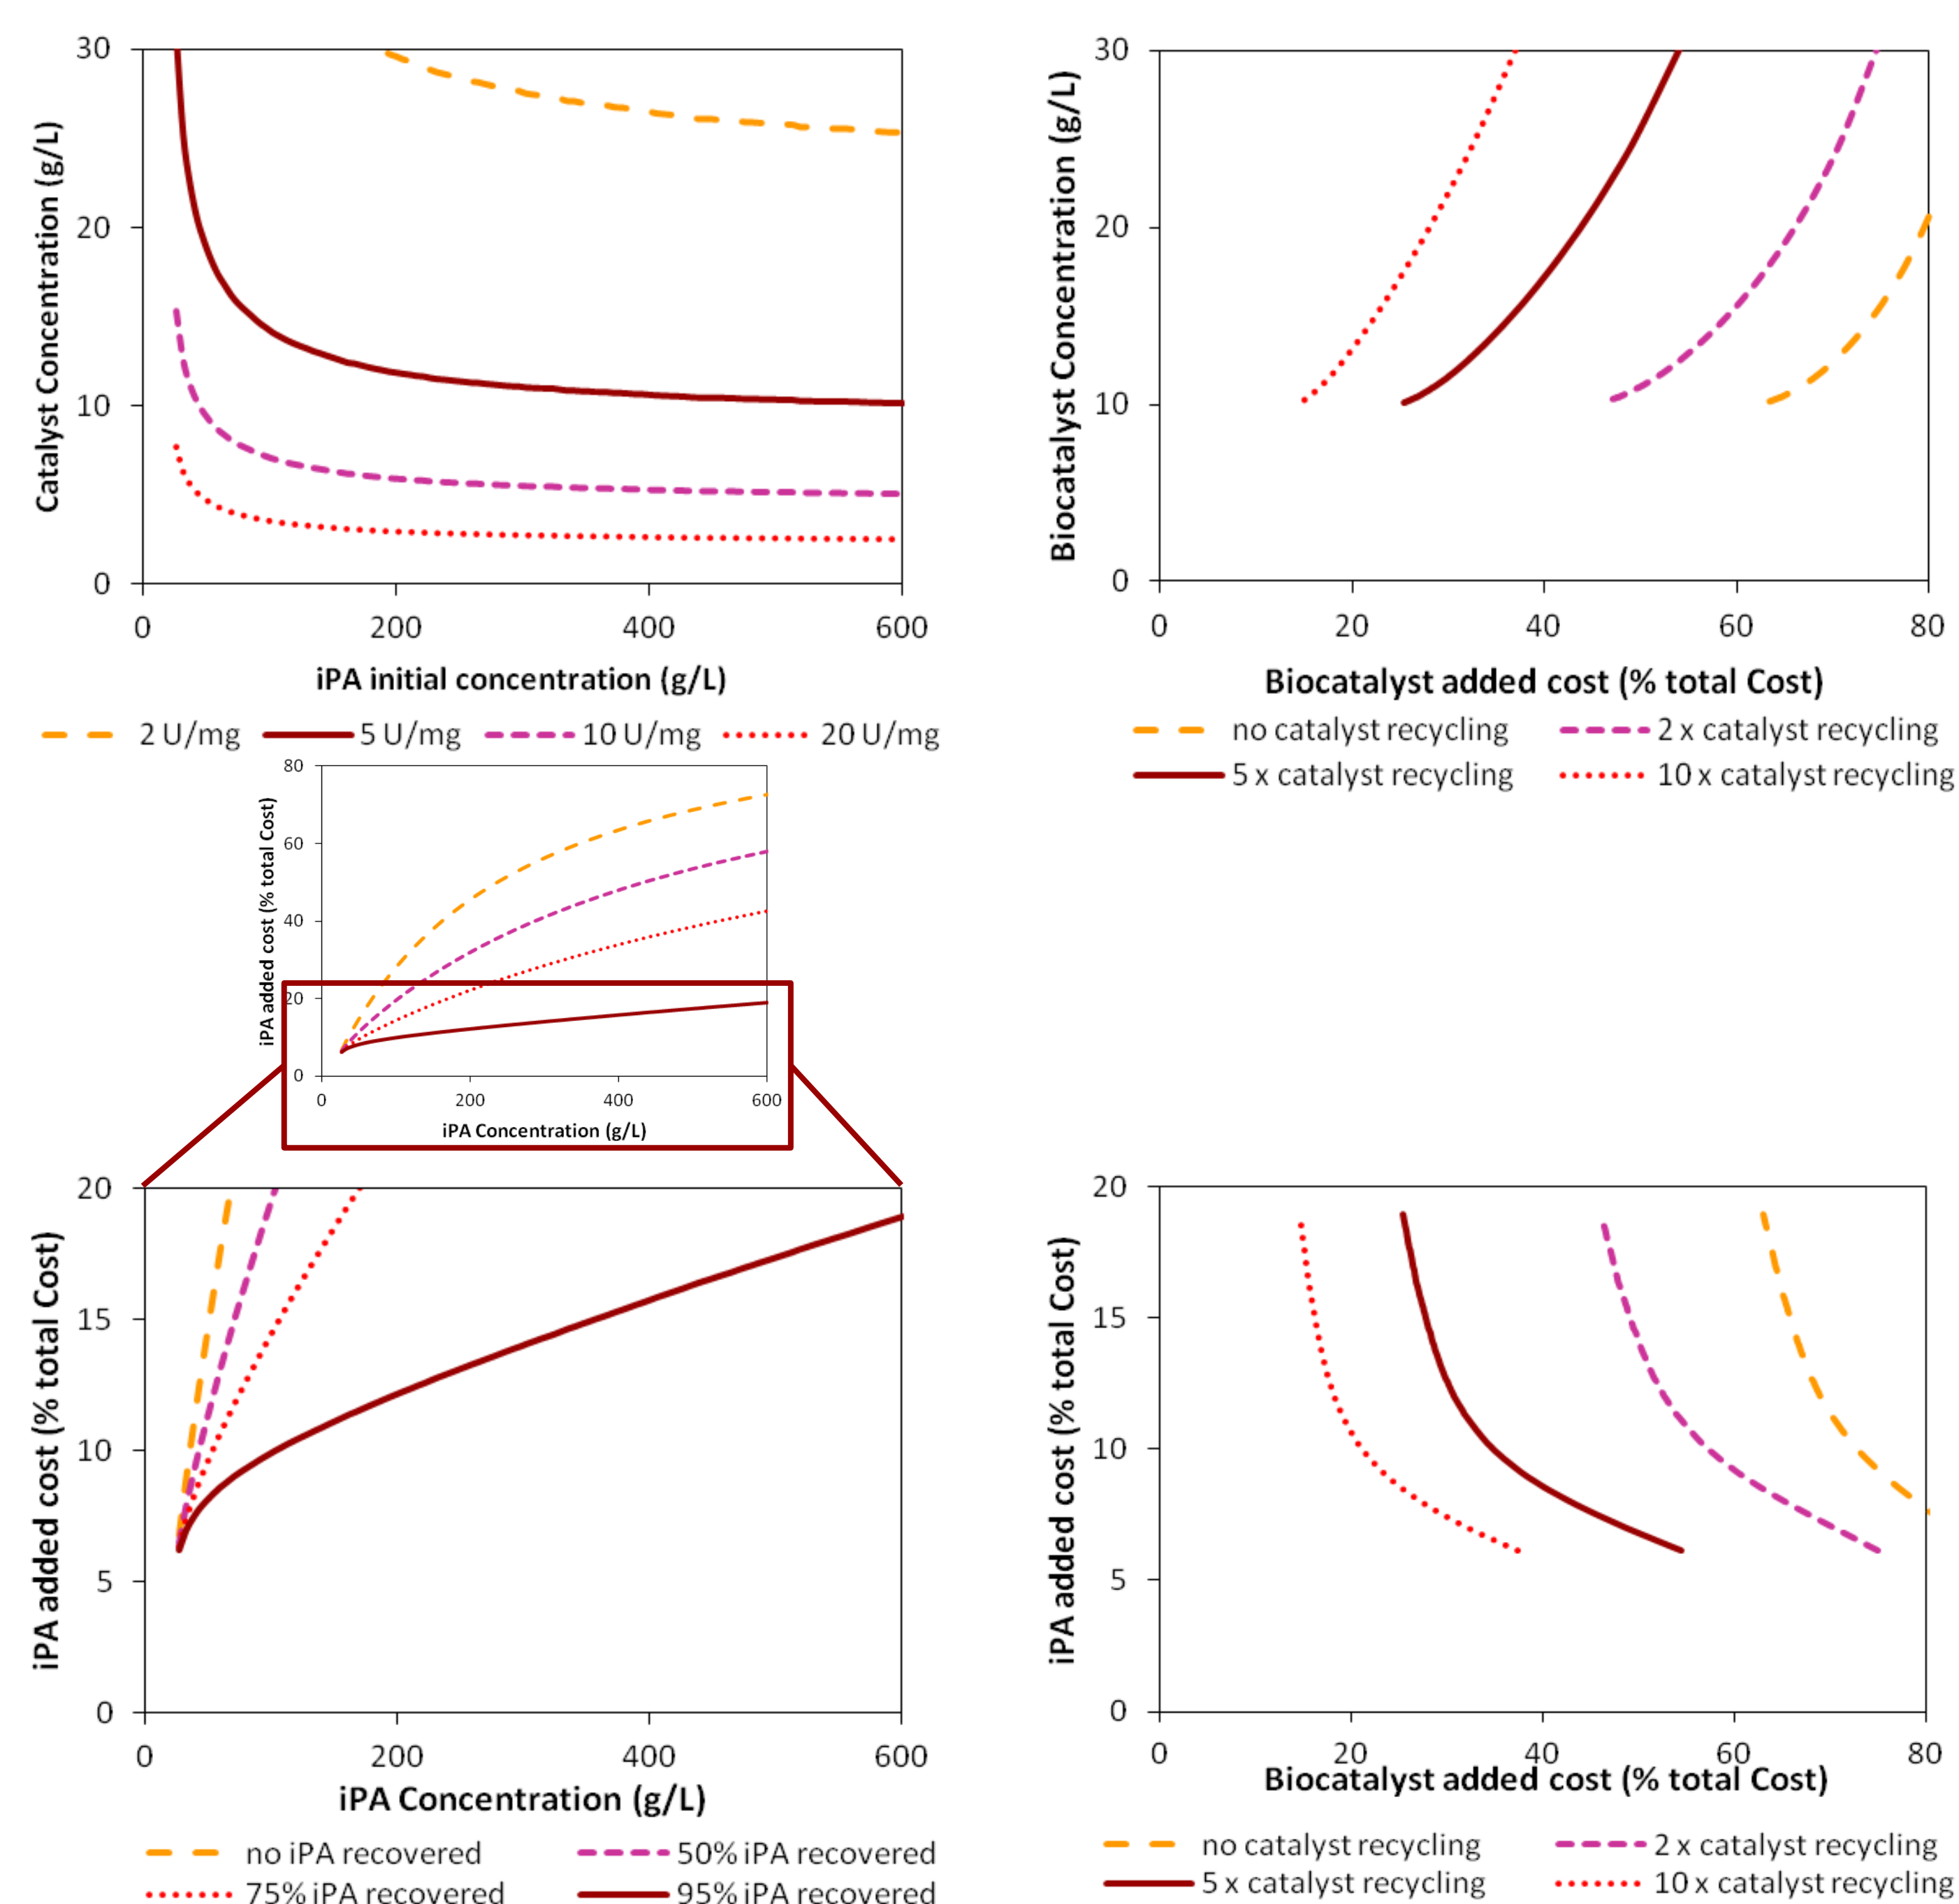 30
20
10
0
0 200 400 600
Catalyst Concentration (g/L)
iPA initial concentration (g/L)
2 U/mg 5 U/mg 10 U/mg 20 U/mg
30
20
10
0
0 20 40 60 80
Biocatalyst Concentration (g/L)
Biocatalyst added cost (% total Cost)
no catalyst recycling 2 x catalyst recycling
5 x catalyst recycling 10 x catalyst recycling
80
60
40
20
0
0 200 400 600
iPA added cost (% total Cost)
iPA Concentration (g/L)
20
15
10
5
0
0 200 400 600
iPA added cost (% total Cost)
iPA Concentration (g/L)
no iPA recovered 50% iPA recovered
75% iPA recovered 95% iPA recovered
20
15
10
5
0
0 20 40 60 80
iPA added cost (% total Cost)
Biocatalyst added cost (% total Cost)
no catalyst recycling 2 x catalyst recycling
5 x catalyst recycling 10 x catalyst recycling